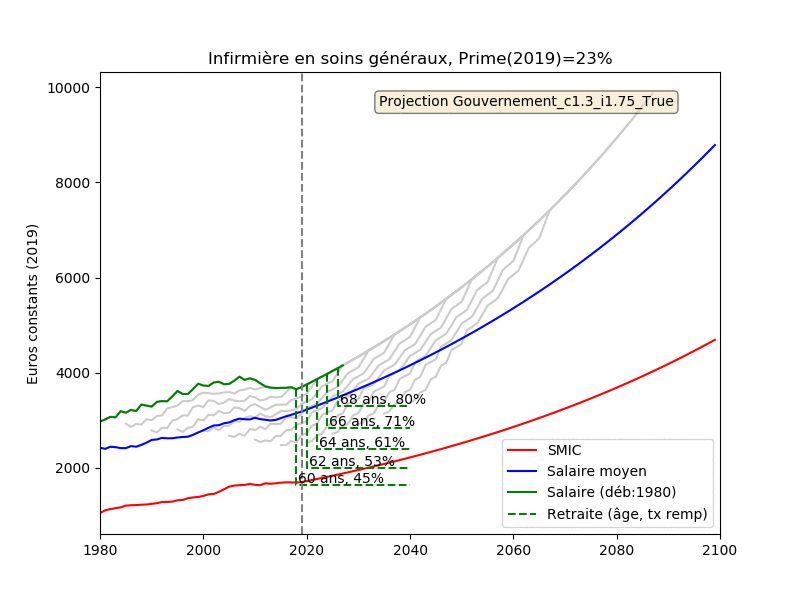 Infirmière en soins généraux, Prime(2019)=23%
Projection Gouvernement_c1.3_i1.75_True
Euros constants (2019)
10000
8000
6000
4000
2000
68 ans, 80%
66 ans, 71%
64 ans, 61%
62 ans, 53%
60 ans, 45%
SMIC
Salaire moyen
Salaire (déb:1980)
Retraite (âge, tx remp)
1980
2000
2020
2040
2060
2080
2100